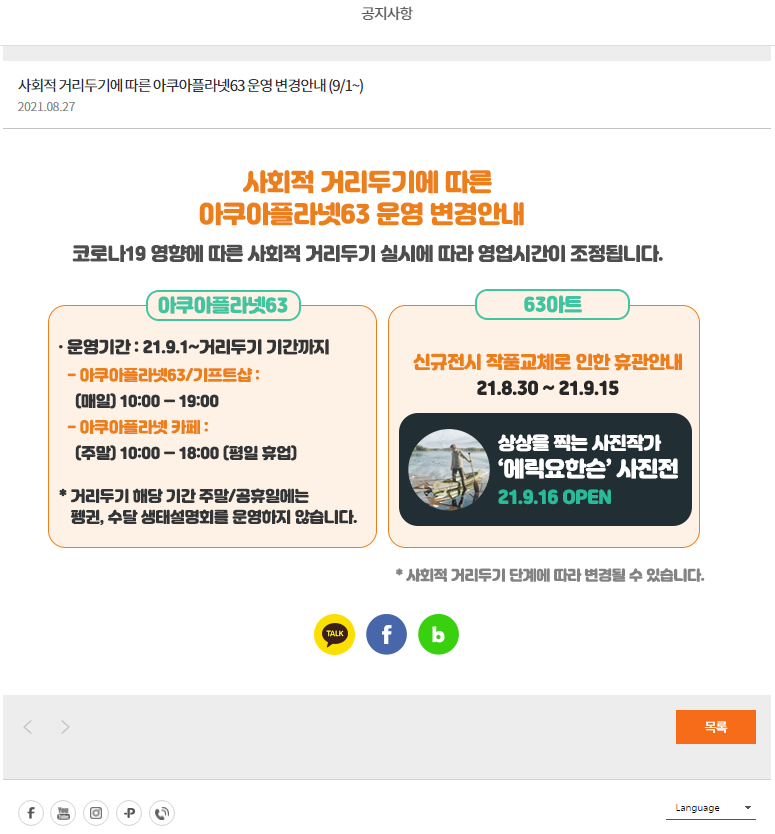 공지사항
사회적 거리두기에 따른 아쿠아플라넷63 운영 변경안내 (9/1~)
2021.08.27
사회적 거리두기에 따른
아쿠아플라넷63 운영 변경안내
코로나19 영향에 따른 사회적 거리두기 실시에 따라 영업시간이 조정됩니다.
아쿠아플라넷63
· 운영기간 : 21.9.1~거리두기 기간까지
- 아쿠아플라넷63/기프트샵 :
(매일) 10:00 – 19:00
- 아쿠아플라넷 카페 :
(주말) 10:00 – 18:00 (평일 휴업)
* 거리두기 해당 기간 주말/공휴일에는
펭귄, 수달 생태설명회를 운영하지 않습니다.
63아트
신규전시 작품교체로 인한 휴관안내
21.8.30 ~ 21.9.15
상상을 찍는 사진작가
‘에릭요한슨’ 사진전
21.9.16 OPEN
* 사회적 거리두기 단계에 따라 변경될 수 있습니다.
TALK f b
목록
f You Tube P
Language